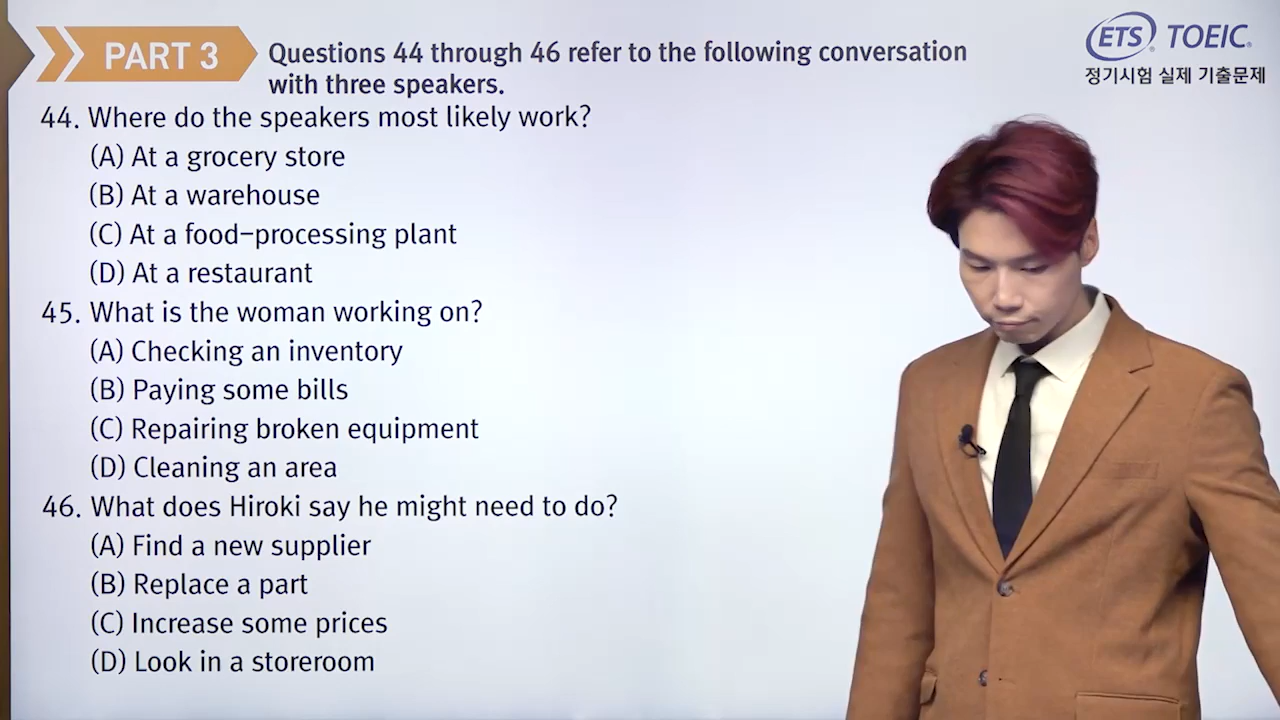 PART 3
Questions 44 through 46 refer to the following conversation
with three speakers.
ETS TOEIC
정기시험 실제 기출문제
44. Where do the speakers most likely work?
(A) At a grocery store
(B) At a warehouse
(C) At a food-processing plant
(D) At a restaurant
45. What is the woman working on?
(A) Checking an inventory
(B) Paying some bills
(C) Repairing broken equipment
(D) Cleaning an area
46. What does Hiroki say he might need to do?
(A) Find a new supplier
(B) Replace a part
(C) Increase some prices
(D) Look in a storeroom